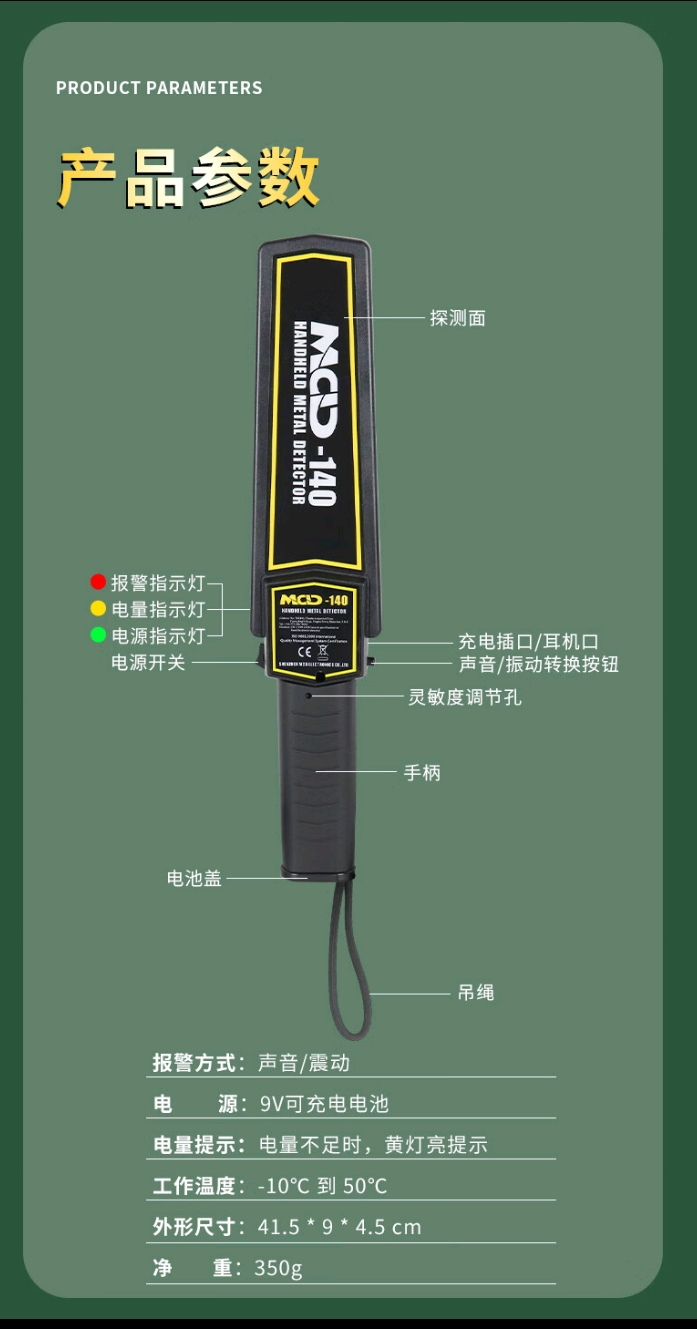 PRODUCT PARAMETERS
产品参数
探测面
MCD-140
HANDHELD METAL DETECTOR
报警指示灯
电量指示灯
电源指示灯
电源开关
MCD-140
HANDHELD METAL DETECTOR
CE
充电插口/耳机口
声音/振动转换按钮
灵敏度调节孔
手柄
电池盖
吊绳
报警方式：声音/震动
电 源：9V可充电电池
电量提示：电量不足时，黄灯亮提示
工作温度：-10℃ 到 50℃
外形尺寸：41.5 * 9 * 4.5 cm
净 重：350g